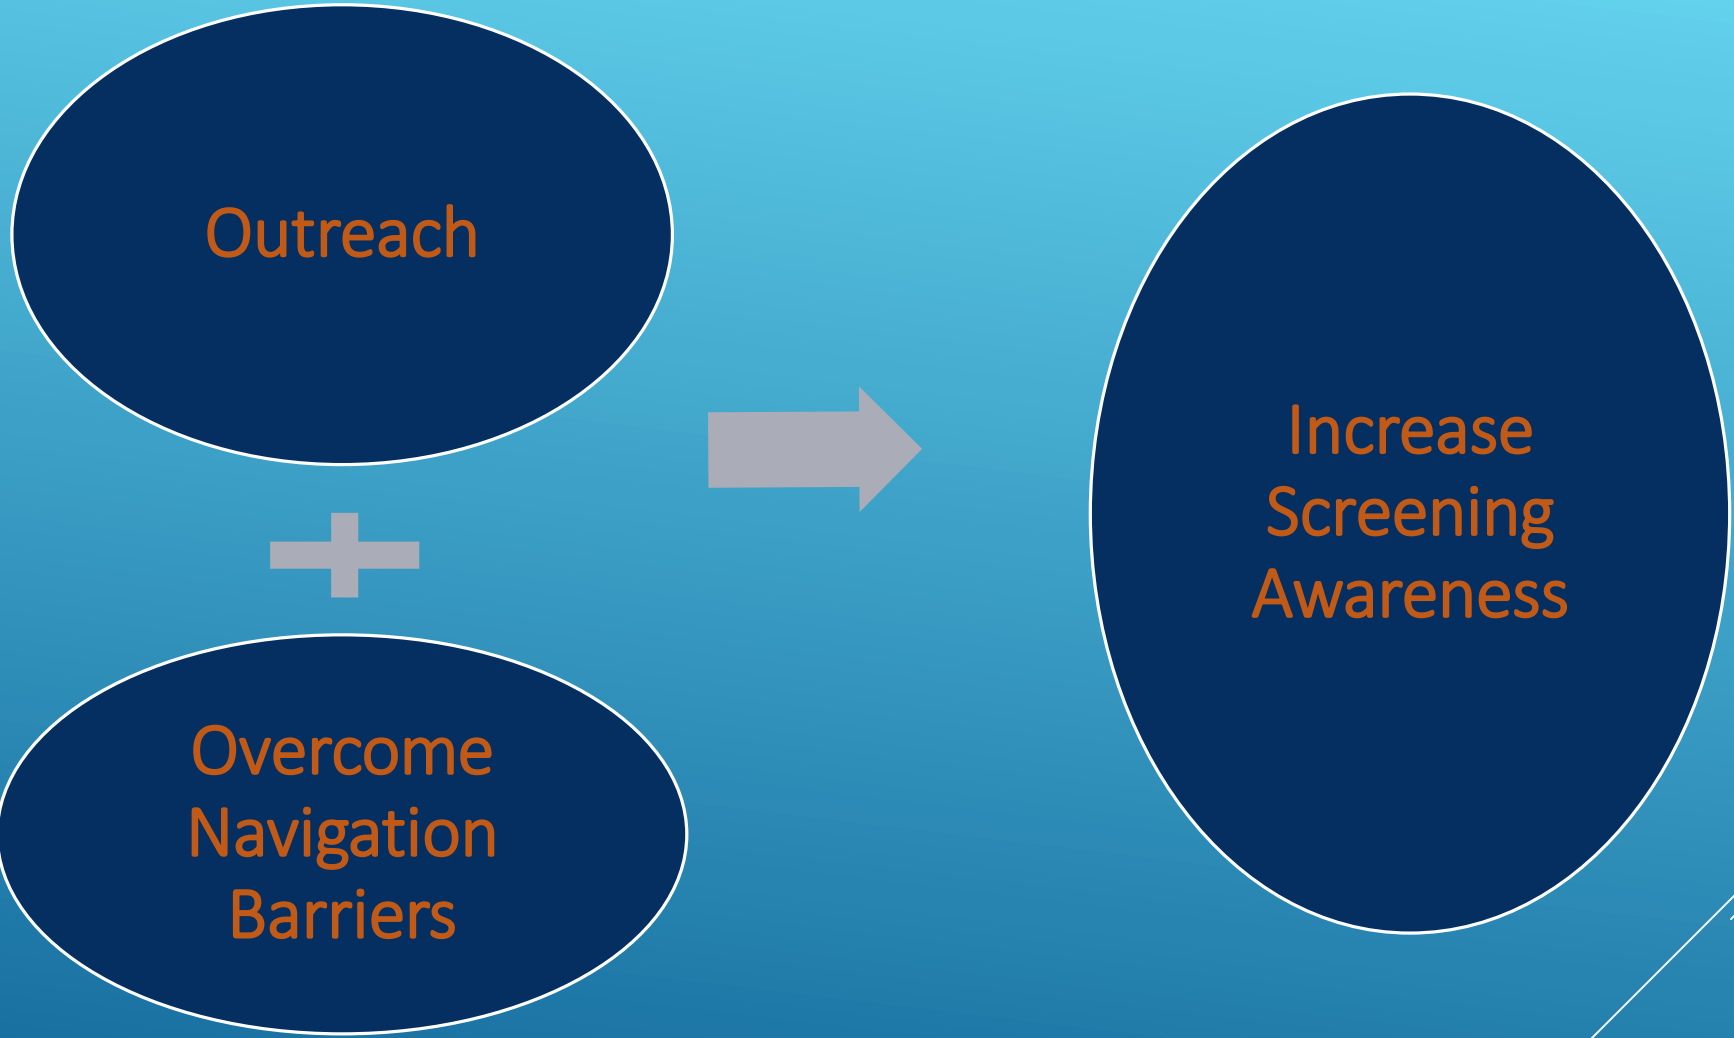 Outreach
Overcome
Navigation
Barriers
Increase
Screening
Awareness